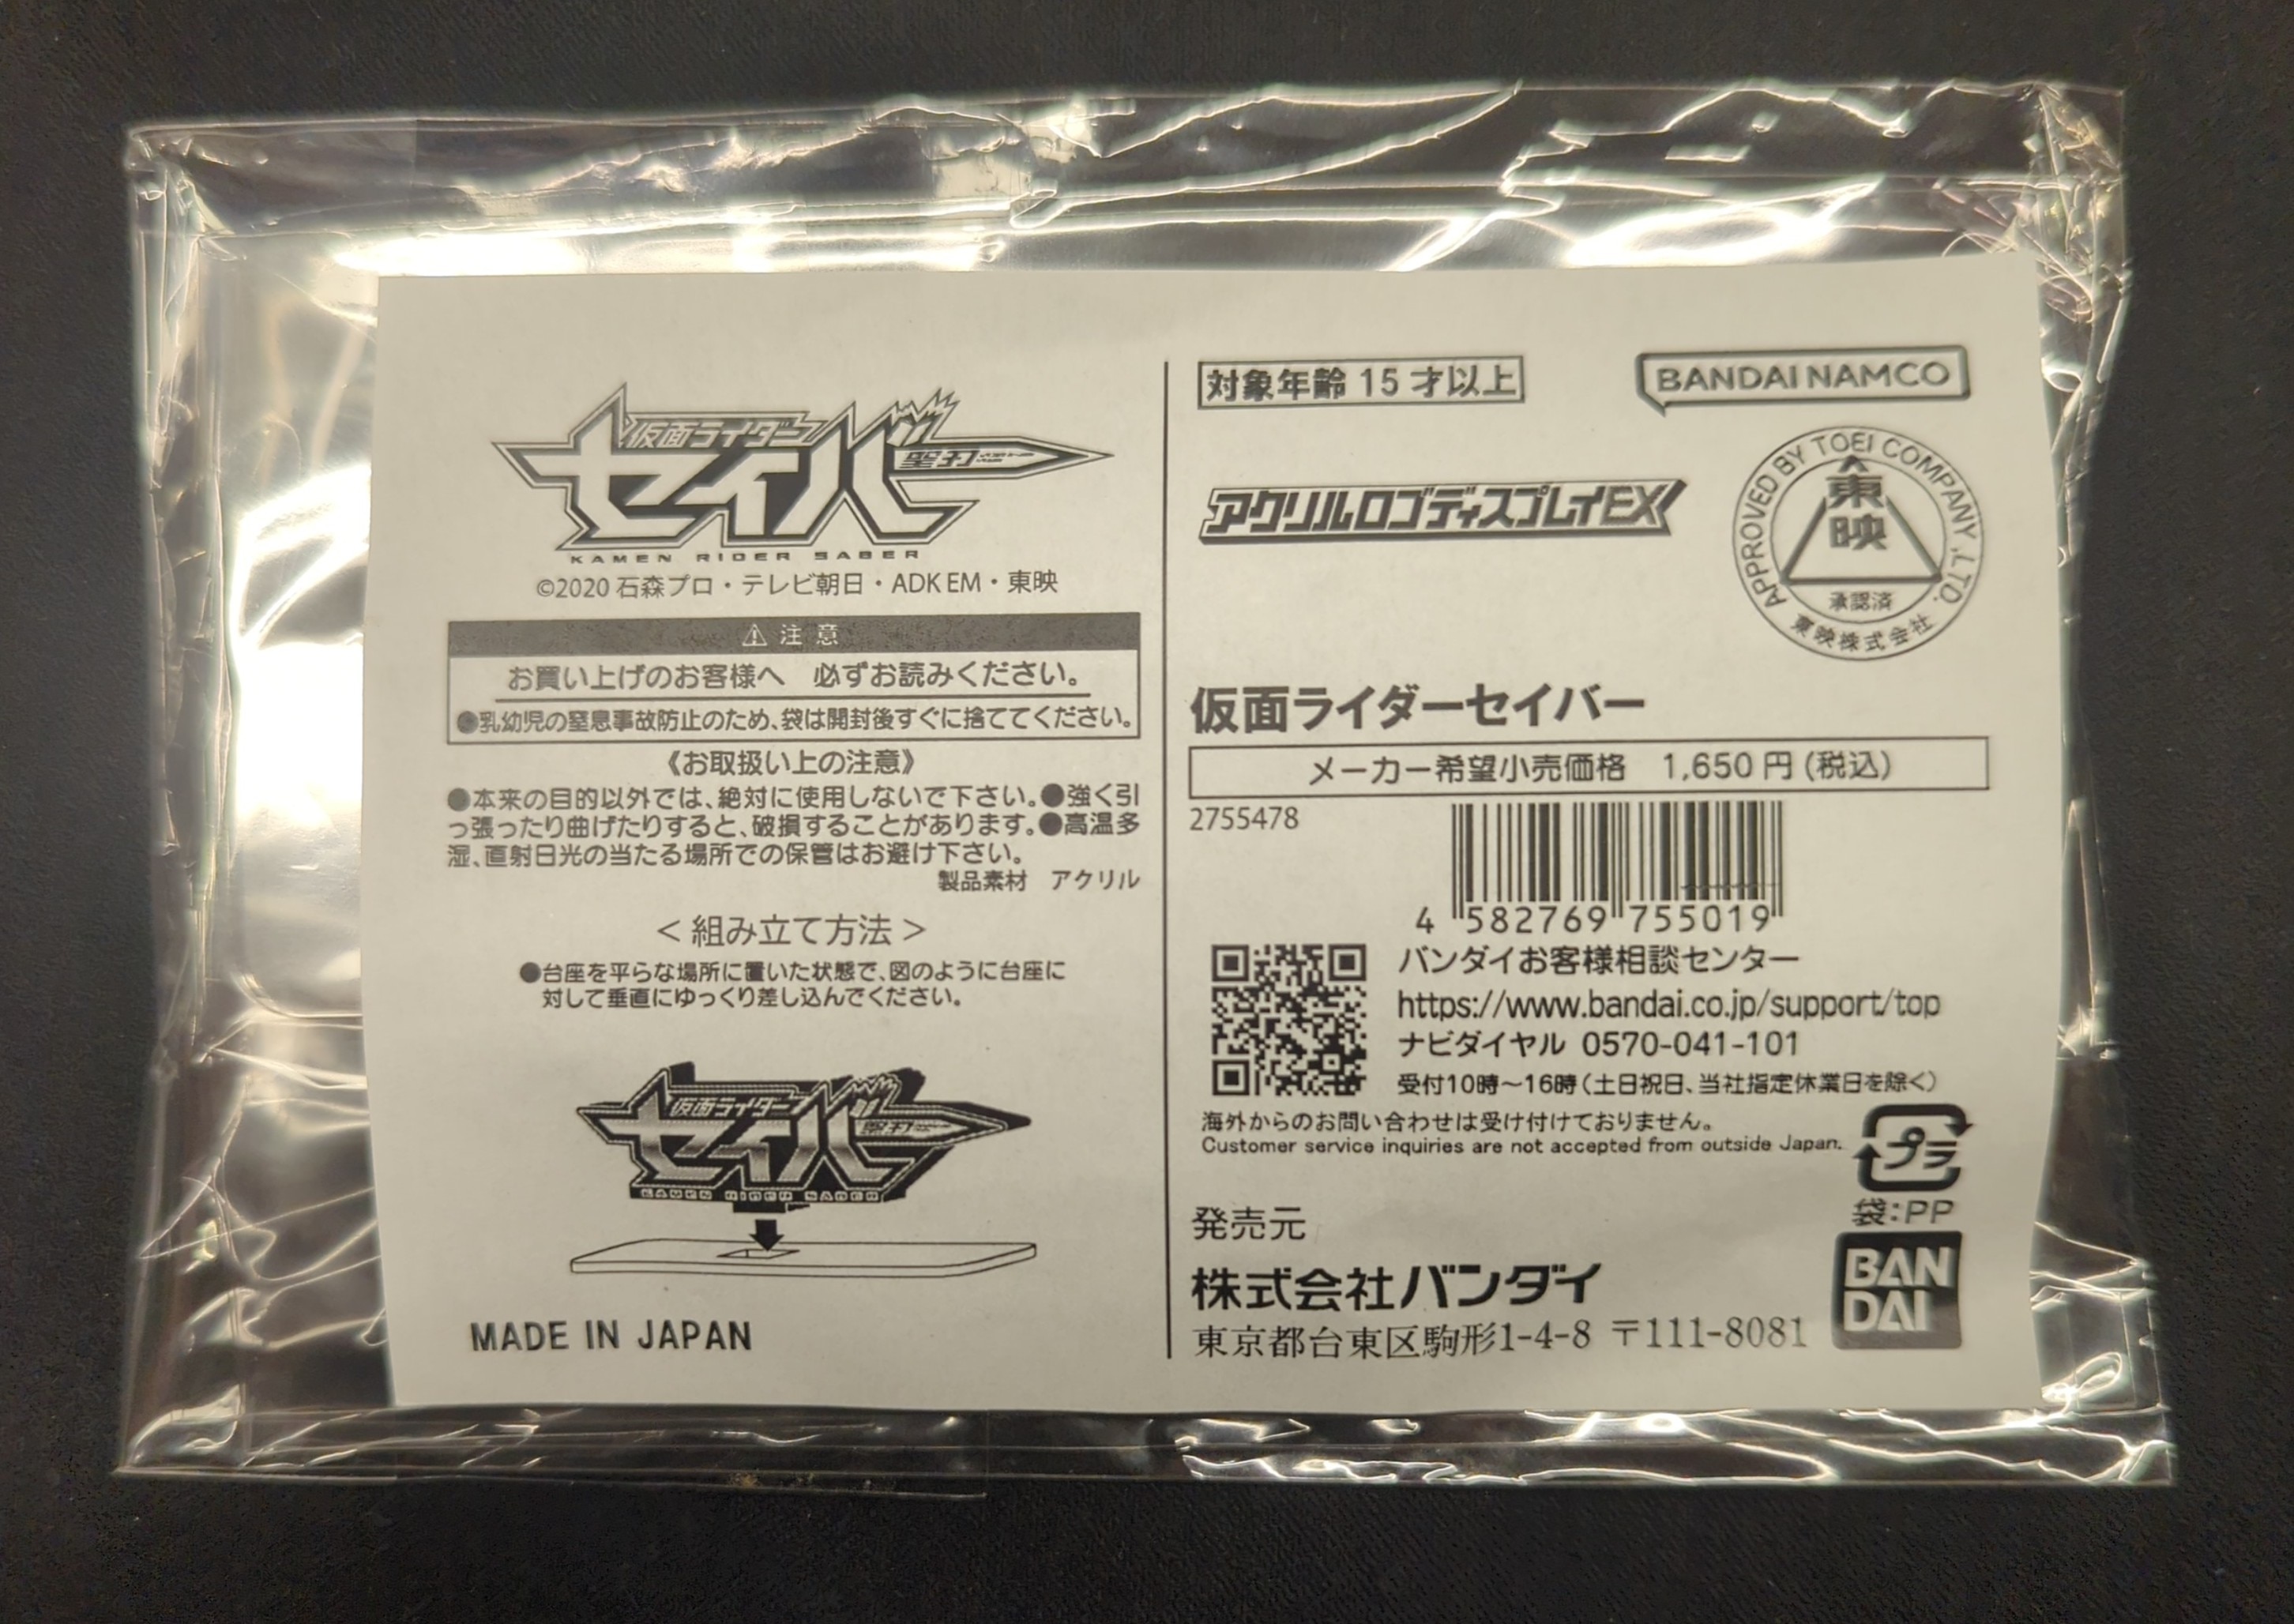 仮面ライダー
セイバー
聖刃
KAMEN RIDER SABER
©2020 石森プロ・テレビ朝日・ADK EM・東映
⚠ 注 意
お買い上げのお客様へ 必ずお読みください。
●乳幼児の窒息事故防止のため、袋は開封後すぐに捨ててください。
《お取扱い上の注意》
●本来の目的以外では、絶対に使用しないで下さい。●強く引
っ張ったり曲げたりすると、破損することがあります。●高温多
湿、直射日光の当たる場所での保管はお避け下さい。
製品素材 アクリル
<組み立て方法>
●台座を平らな場所に置いた状態で、図のように台座に
対して垂直にゆっくり差し込んでください。
仮面ライダー
セイバー
聖刃
KAMEN RIDER SABER
MADE IN JAPAN
対象年齢 15 才以上
BANDAI NAMCO
アクリルロゴディスプレイEX
APPROVED BY TOEI COMPANY, LTD.
東映
承認済
東映株式会社
仮面ライダーセイバー
メーカー希望小売価格 1,650 円 (税込)
2755478
4 582769 755019
バンダイお客様相談センター
https://www.bandai.co.jp/support/top
ナビダイヤル 0570-041-101
受付10時～16時(土日祝日、当社指定休業日を除く)
海外からのお問い合わせは受け付けておりません。
Customer service inquiries are not accepted from outside Japan.
プラ
袋:PP
発売元
株式会社バンダイ
東京都台東区駒形1-4-8 〒111-8081
BAN
DAI